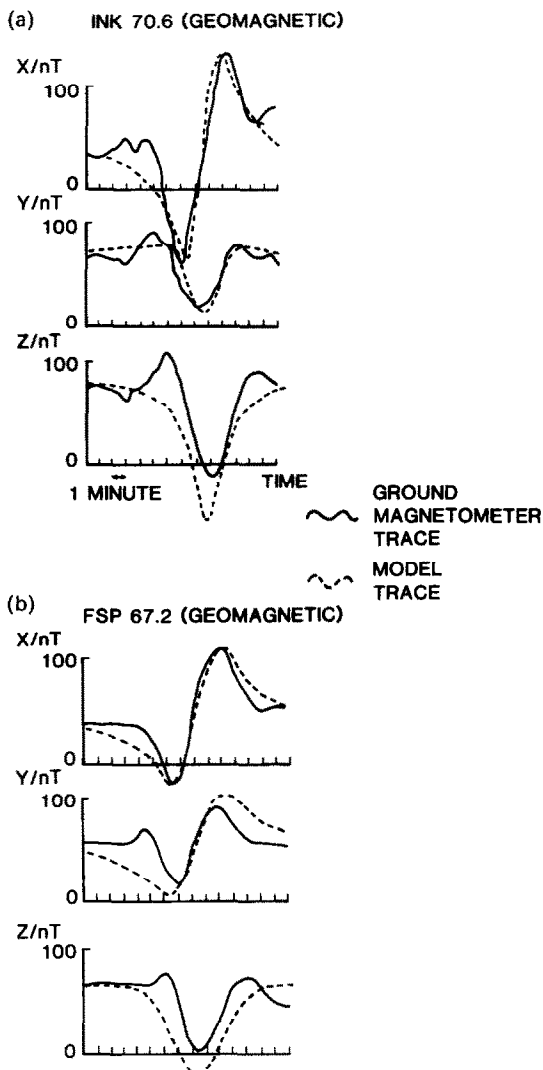 (a) INK 70.6 (GEOMAGNETIC)
X/nT
100
0
Y/nT
100
0
Z/nT
100
0
1 MINUTE TIME
GROUND
MAGNETOMETER
TRACE
MODEL
TRACE
(b) FSP 67.2 (GEOMAGNETIC)
X/nT
100
0
Y/nT
100
0
Z/nT
100
0